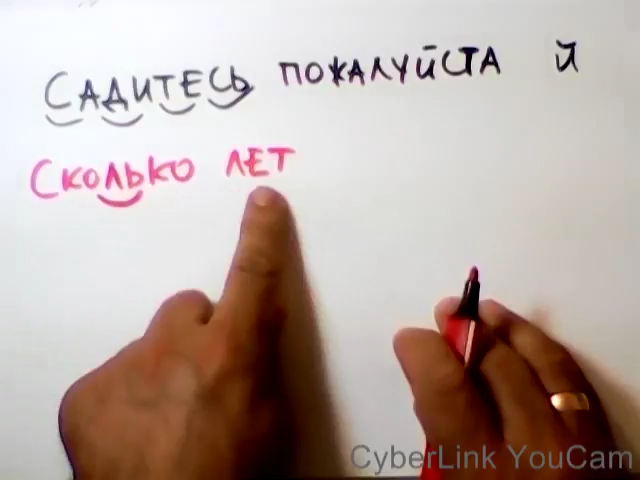 Садитесь пожалуйста й
Сколько лет
CyberLink YouCam